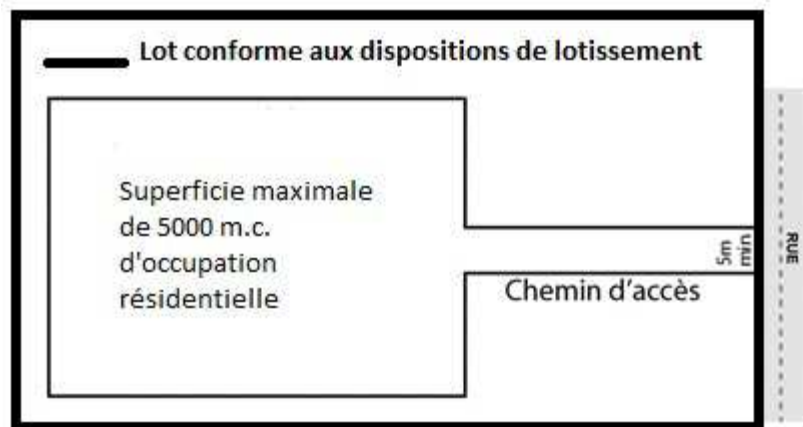 Lot conforme aux dispositions de lotissement
Superficie maximale
de 5000 m.c.
d'occupation
résidentielle
5m
min
Chemin d'accès
RUE